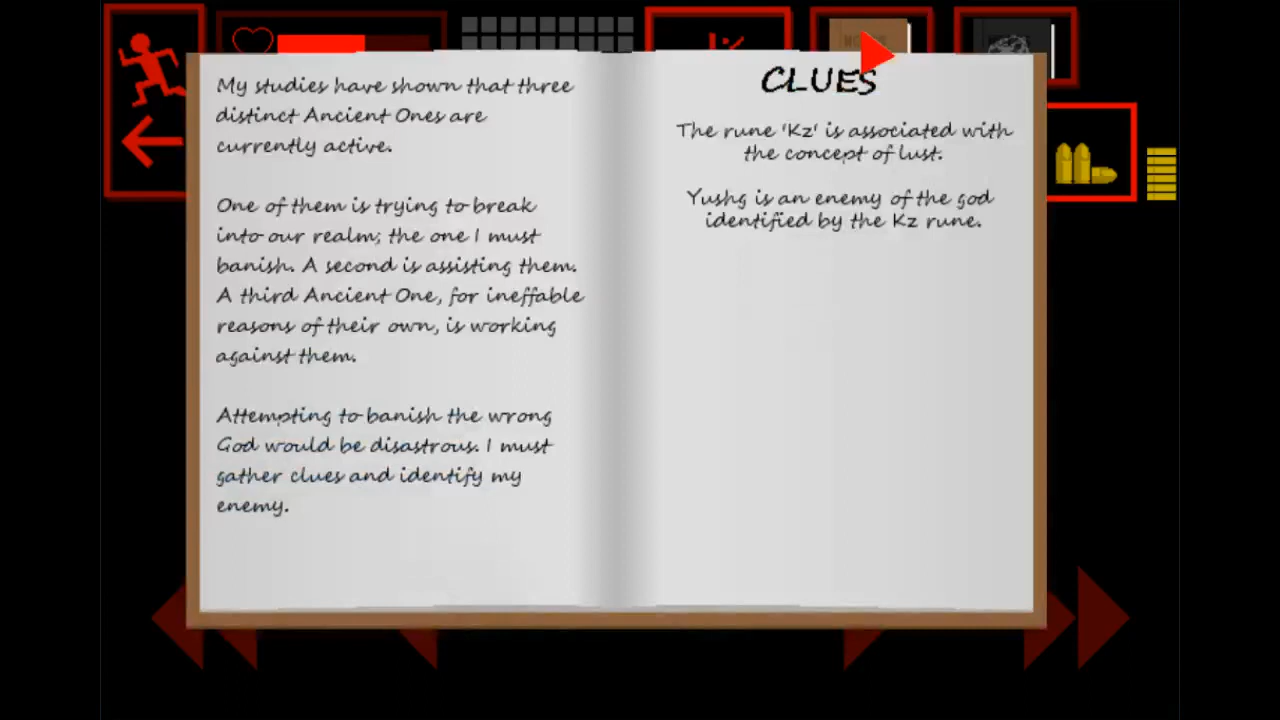 My studies have shown that three
distinct Ancient Ones are
currently active.
One of them is trying to break
into our realm; the one I must
banish. A second is assisting them.
A third Ancient One, for ineffable
reasons of their own, is working
against them.
Attempting to banish the wrong
God would be disastrous. I must
gather clues and identify my
enemy.
CLUES
The rune 'Kz' is associated with
the concept of lust.
Yushg is an enemy of the god
identified by the Kz rune.